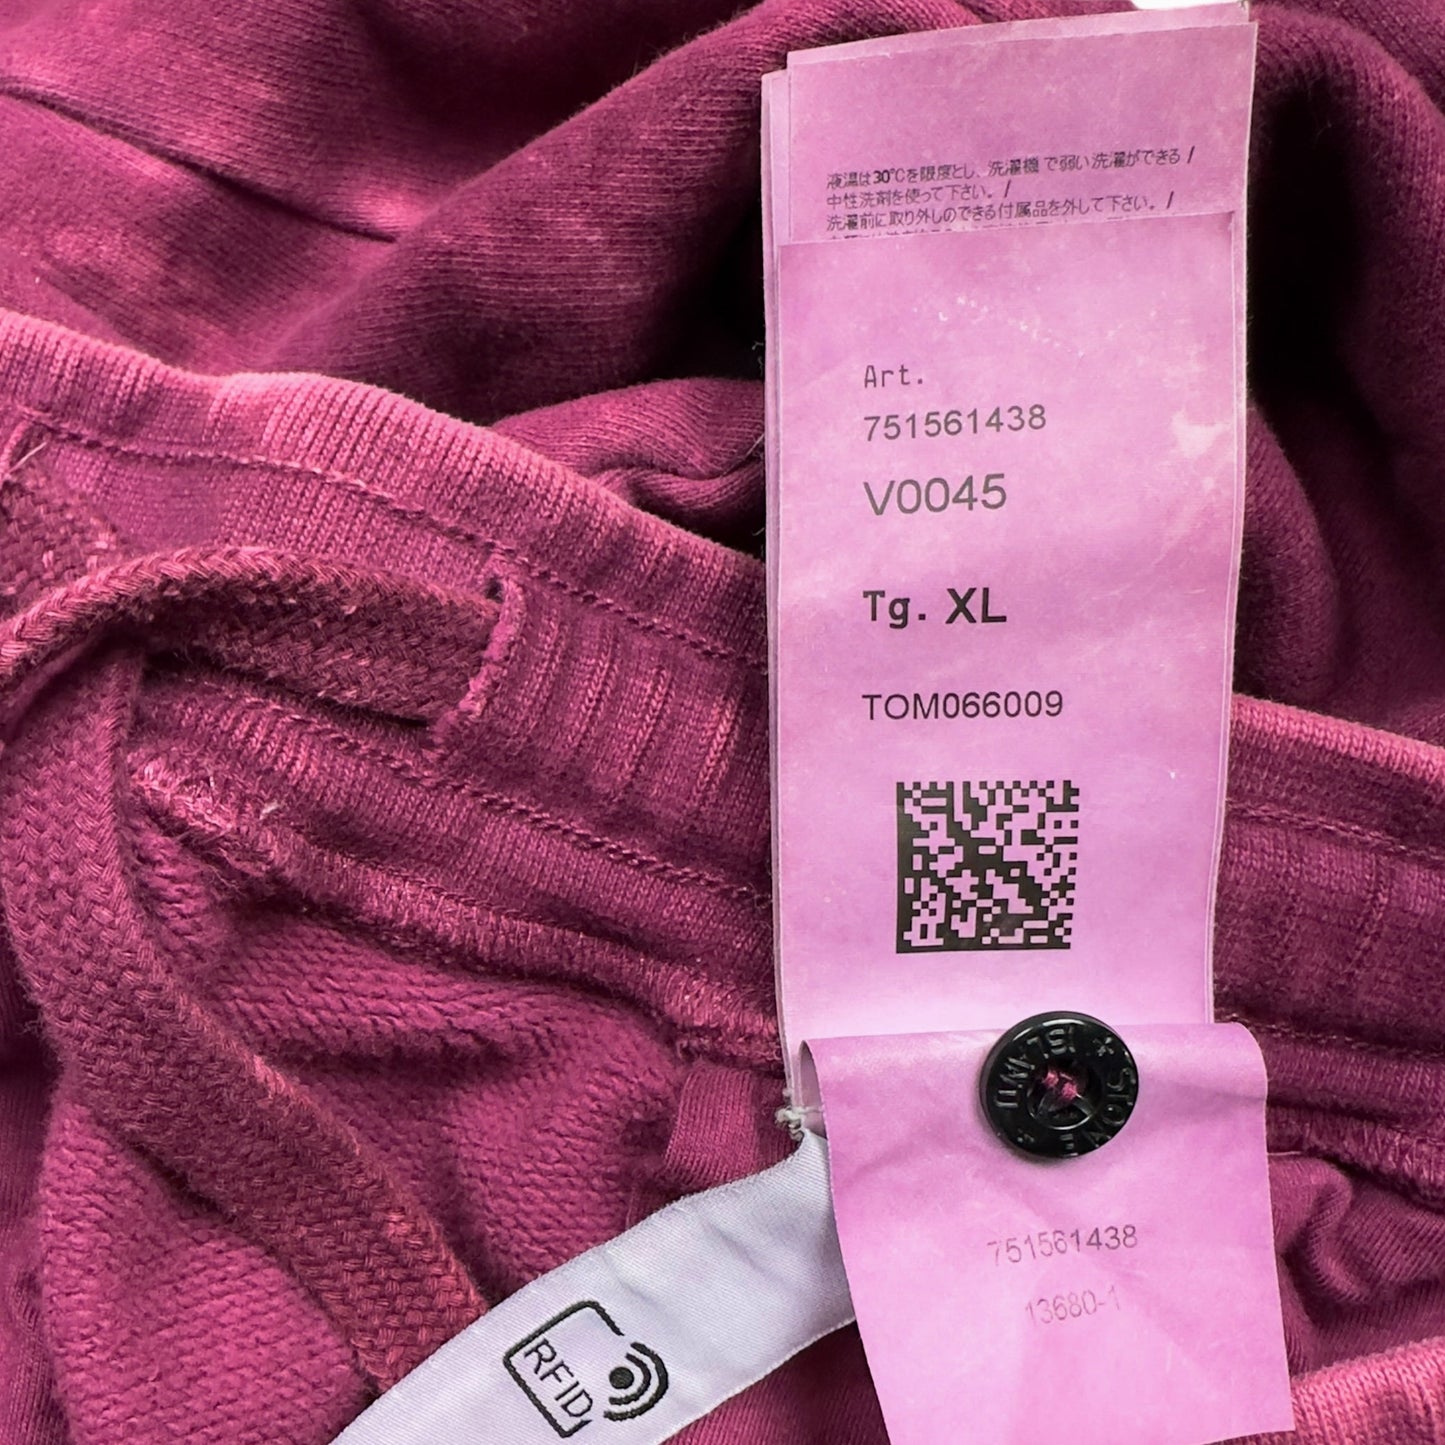 液温は30℃を限度とし、洗濯機で弱い洗濯ができる /
中性洗剤を使って下さい。 /
洗濯前に取り外しのできる付属品を外して下さい。 /
Art.
751561438
V0045
Tg. XL
TOM066009
ISLAND
751561438
13680-1
RFID